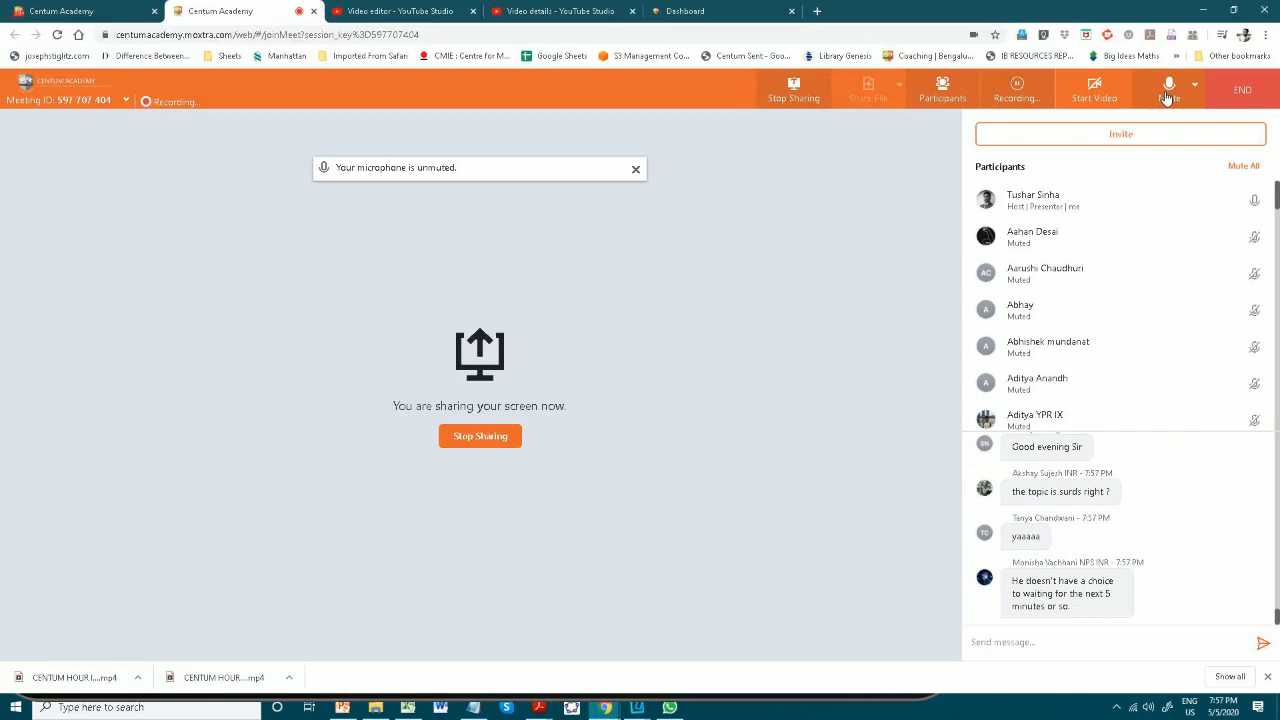 Centum Academy
Centum Academy
Video editor - YouTube Studio
Video details - YouTube Studio
Dashboard
centumacademy.moxtra.com/web/#/joinMeet?session_key%3D597707404
josephstiglitz.com
Difference Between...
Siesta
Manhattan
Imported From Safari
CMIE : Centre for M...
Google Sheets
S3 Management Co...
Centum Sent - Goo...
Library Genesis
Coaching | Bengalu...
IB RESOURCES REP...
Big Ideas Maths
»
Other bookmarks
CENTUM ACADEMY
Meeting ID: 597 707 404
Recording...
Stop Sharing
Share File
Participants
Recording...
Start Video
END
Your microphone is unmuted.
Invite
Participants
Mute All
Tushar Sinha
Host | Presenter | me
Aahan Desai
Muted
AC
Aarushi Chaudhuri
Muted
A
Abhay
Muted
A
Abhishek mundanat
Muted
A
Aditya Anandh
Muted
Aditya YPR IX
Muted
You are sharing your screen now.
Stop Sharing
SN
Good evening Sir
Akshay Sujesh INR - 7:57 PM
the topic is surds right ?
Tanya Chandwani - 7:57 PM
TC
yaaaaa
Monisha Vachhani NPS INR - 7:57 PM
He doesn't have a choice
to waiting for the next 5
minutes or so.
Send message...
CENTUM HOUR I....mp4
CENTUM HOUR....mp4
Show all
Type here to search
ENG
US
7:57 PM
5/5/2020